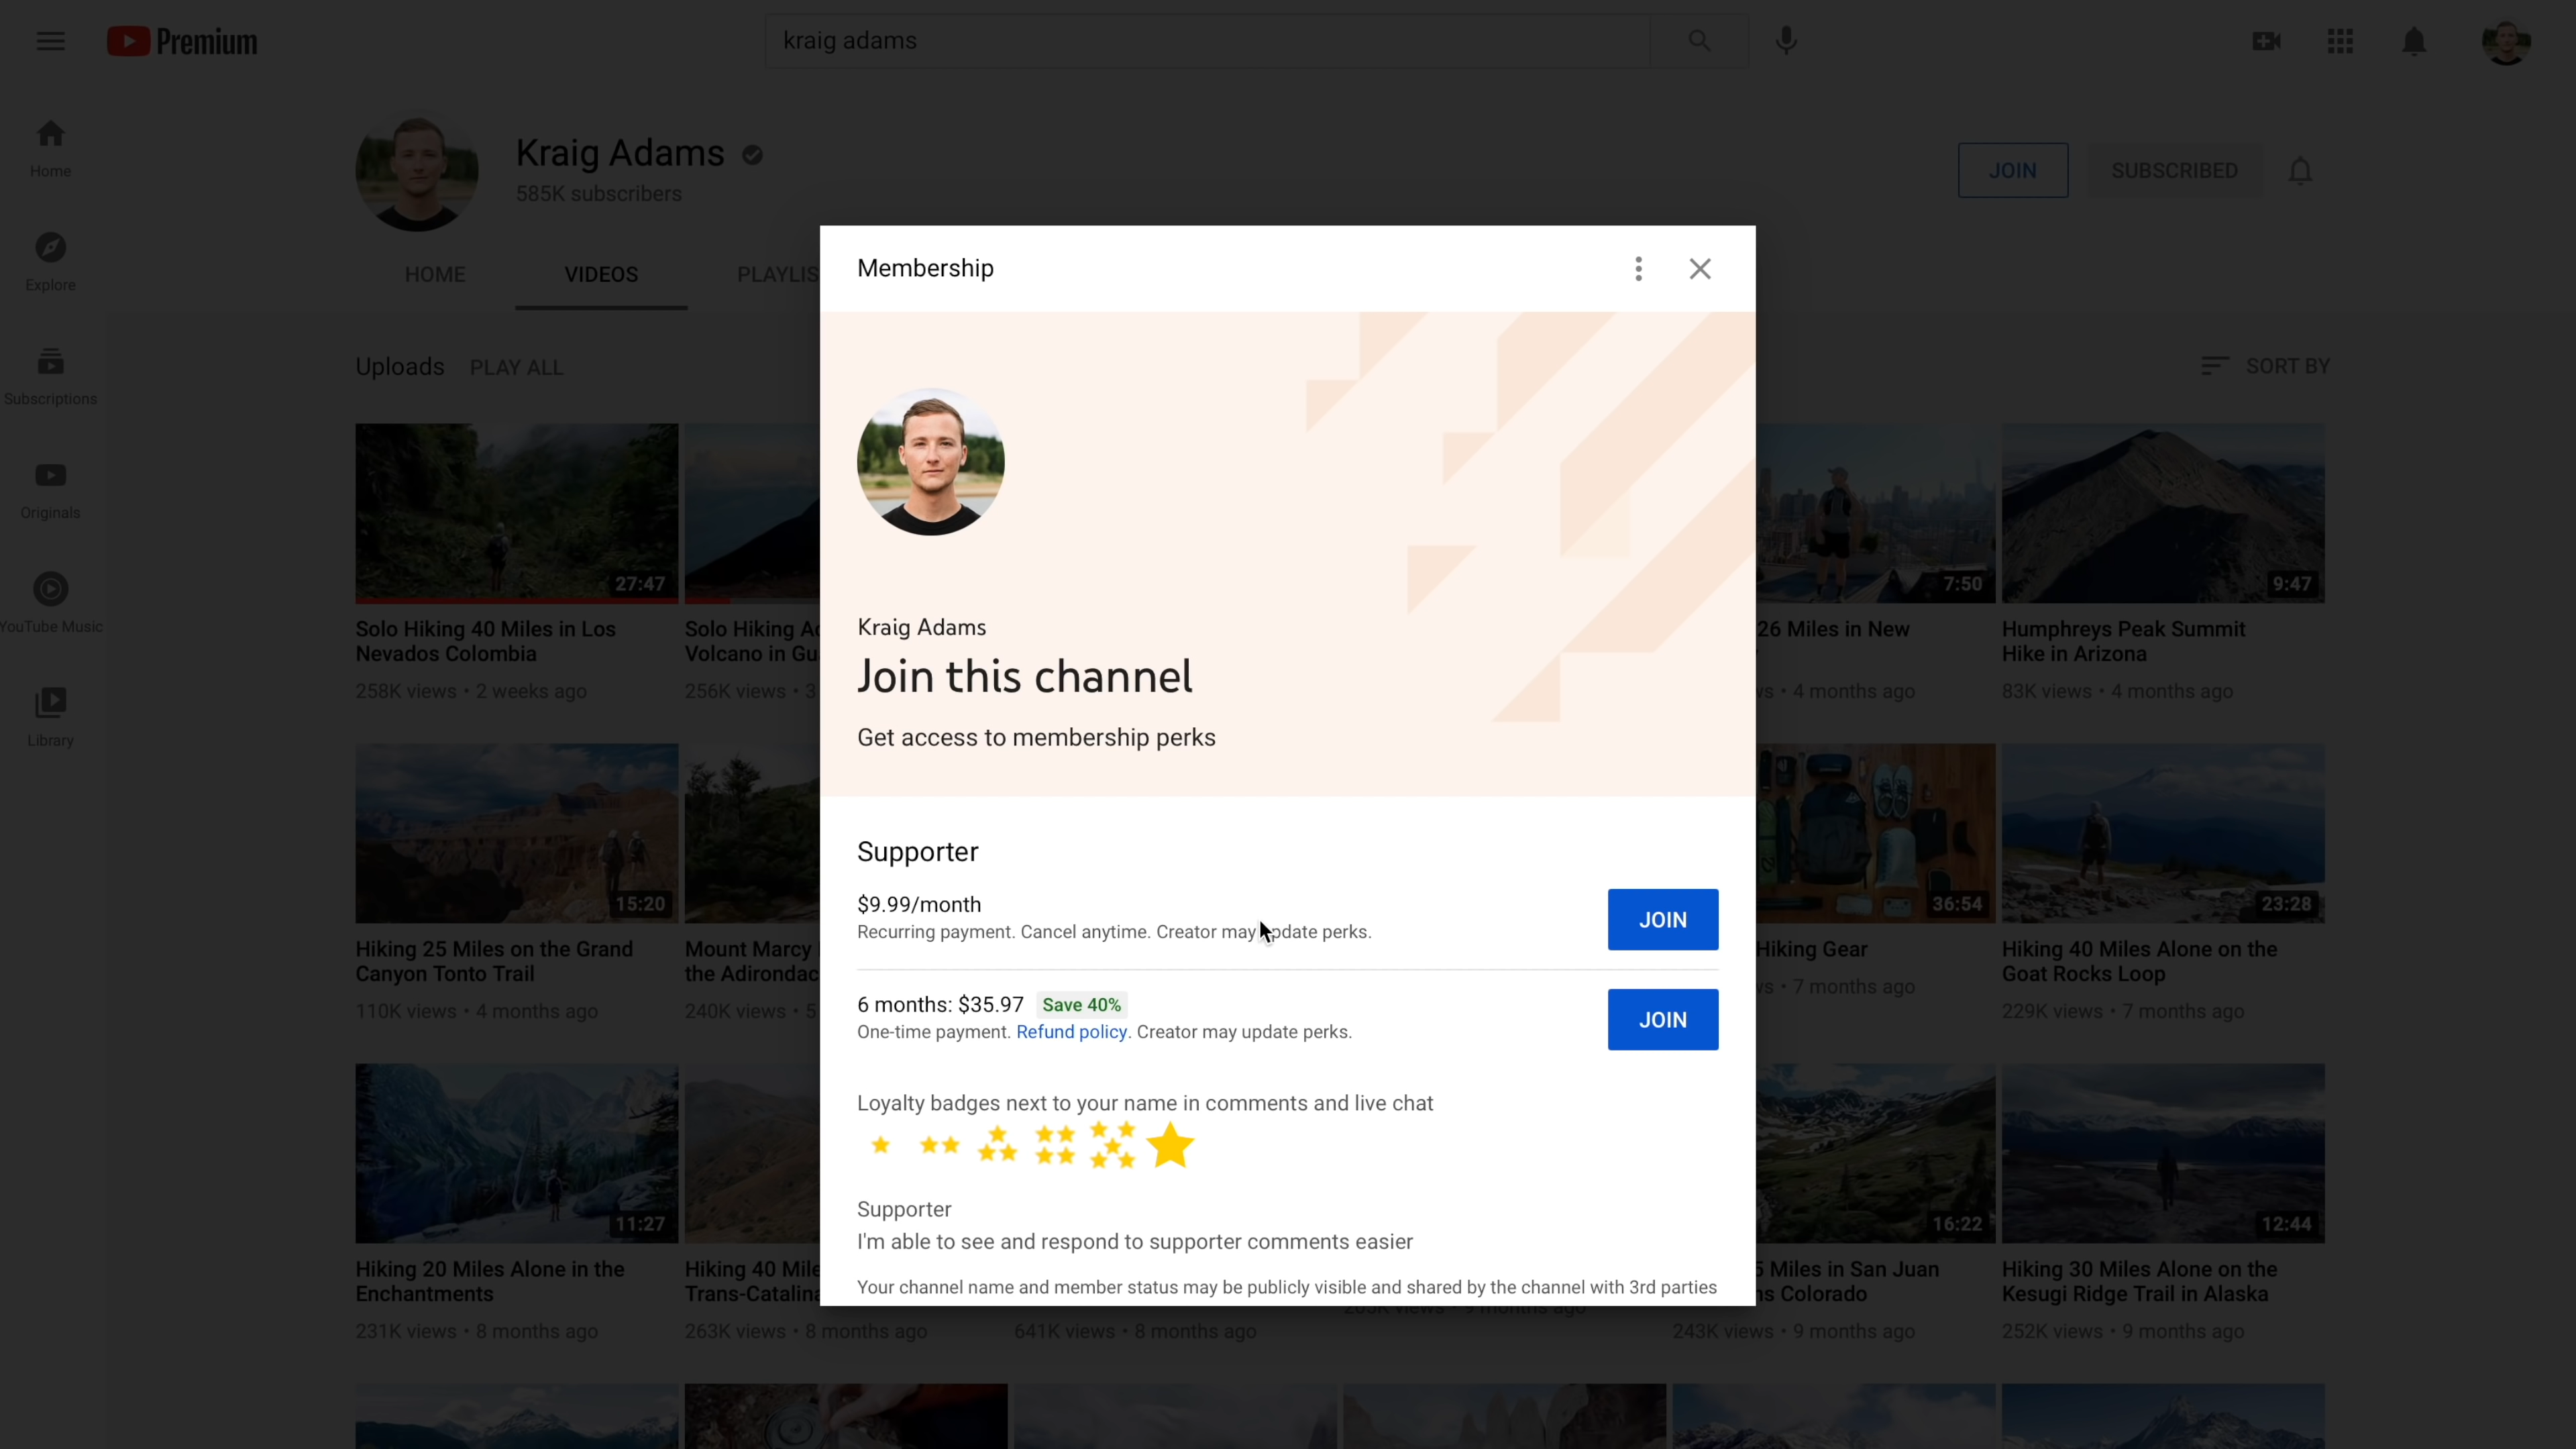 Premium
kraig adams
Home
Explore
Subscriptions
Originals
YouTube Music
Library
Kraig Adams
585K subscribers
JOIN
SUBSCRIBED
HOME
VIDEOS
PLAYLIS
Uploads
PLAY ALL
SORT BY
27:47
7:50
9:47
Solo Hiking 40 Miles in Los
Nevados Colombia
258K views • 2 weeks ago
Solo Hiking Ac
Volcano in Gu
256K views • 3
26 Miles in New
ws • 4 months ago
Humphreys Peak Summit
Hike in Arizona
83K views • 4 months ago
15:20
36:54
23:28
Hiking 25 Miles on the Grand
Canyon Tonto Trail
110K views • 4 months ago
Mount Marcy
the Adirondac
240K views • 5
Hiking Gear
s • 7 months ago
Hiking 40 Miles Alone on the
Goat Rocks Loop
229K views • 7 months ago
11:27
16:22
12:44
Hiking 20 Miles Alone in the
Enchantments
231K views • 8 months ago
Hiking 40 Mile
Trans-Catalina
263K views • 8 months ago
641K views • 8 months ago
265K views • 9 months ago
5 Miles in San Juan
ns Colorado
243K views • 9 months ago
Hiking 30 Miles Alone on the
Kesugi Ridge Trail in Alaska
252K views • 9 months ago
Membership
Kraig Adams
Join this channel
Get access to membership perks
Supporter
$9.99/month
Recurring payment. Cancel anytime. Creator may update perks.
JOIN
6 months: $35.97 Save 40%
One-time payment. Refund policy. Creator may update perks.
JOIN
Loyalty badges next to your name in comments and live chat
Supporter
I'm able to see and respond to supporter comments easier
Your channel name and member status may be publicly visible and shared by the channel with 3rd parties